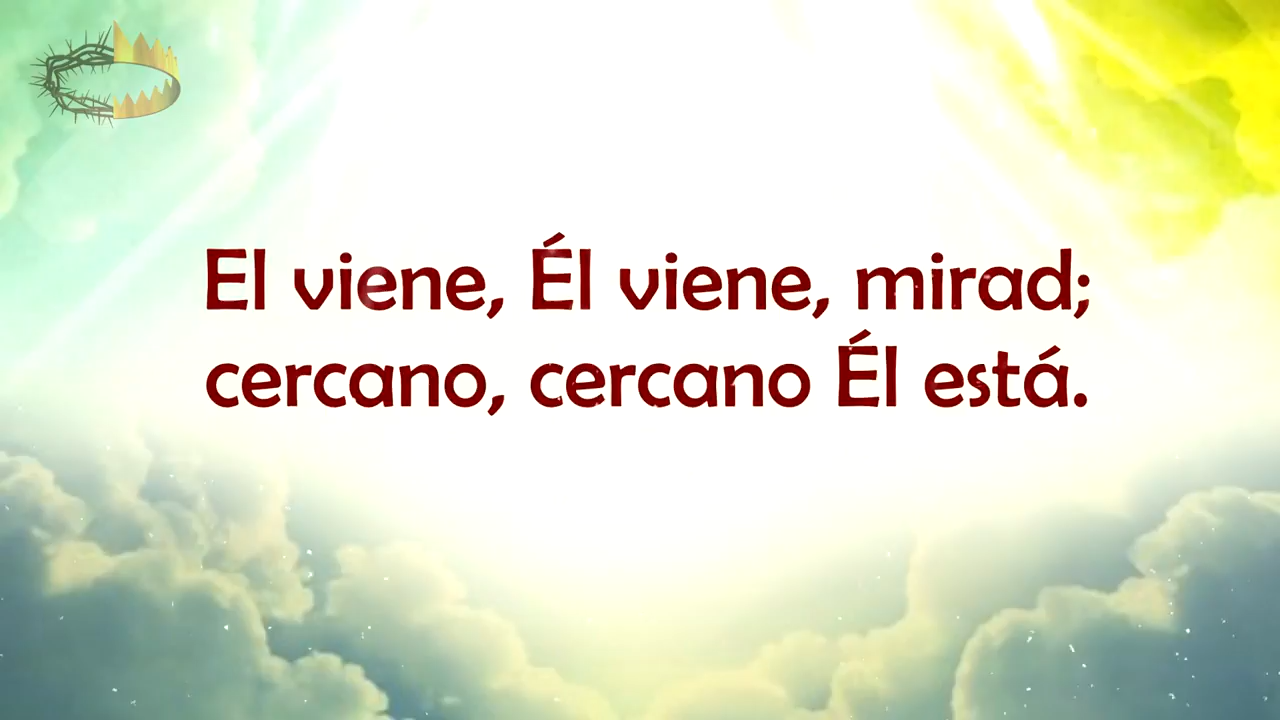 El viene, Él viene, mirad;
cercano, cercano Él está.